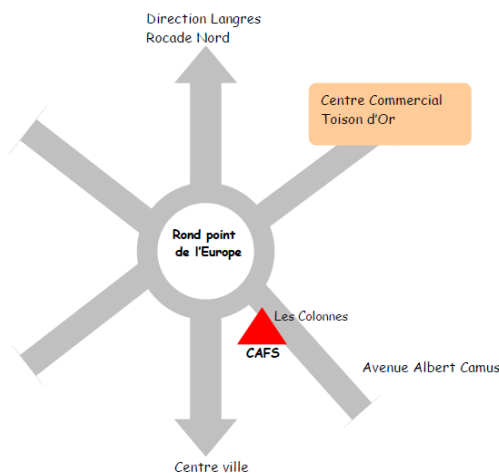 Direction Langres
Rocade Nord
Centre Commercial
Toison d'Or
Rond point
de l'Europe
Les Colonnes
CAFS
Avenue Albert Camus
Centre ville